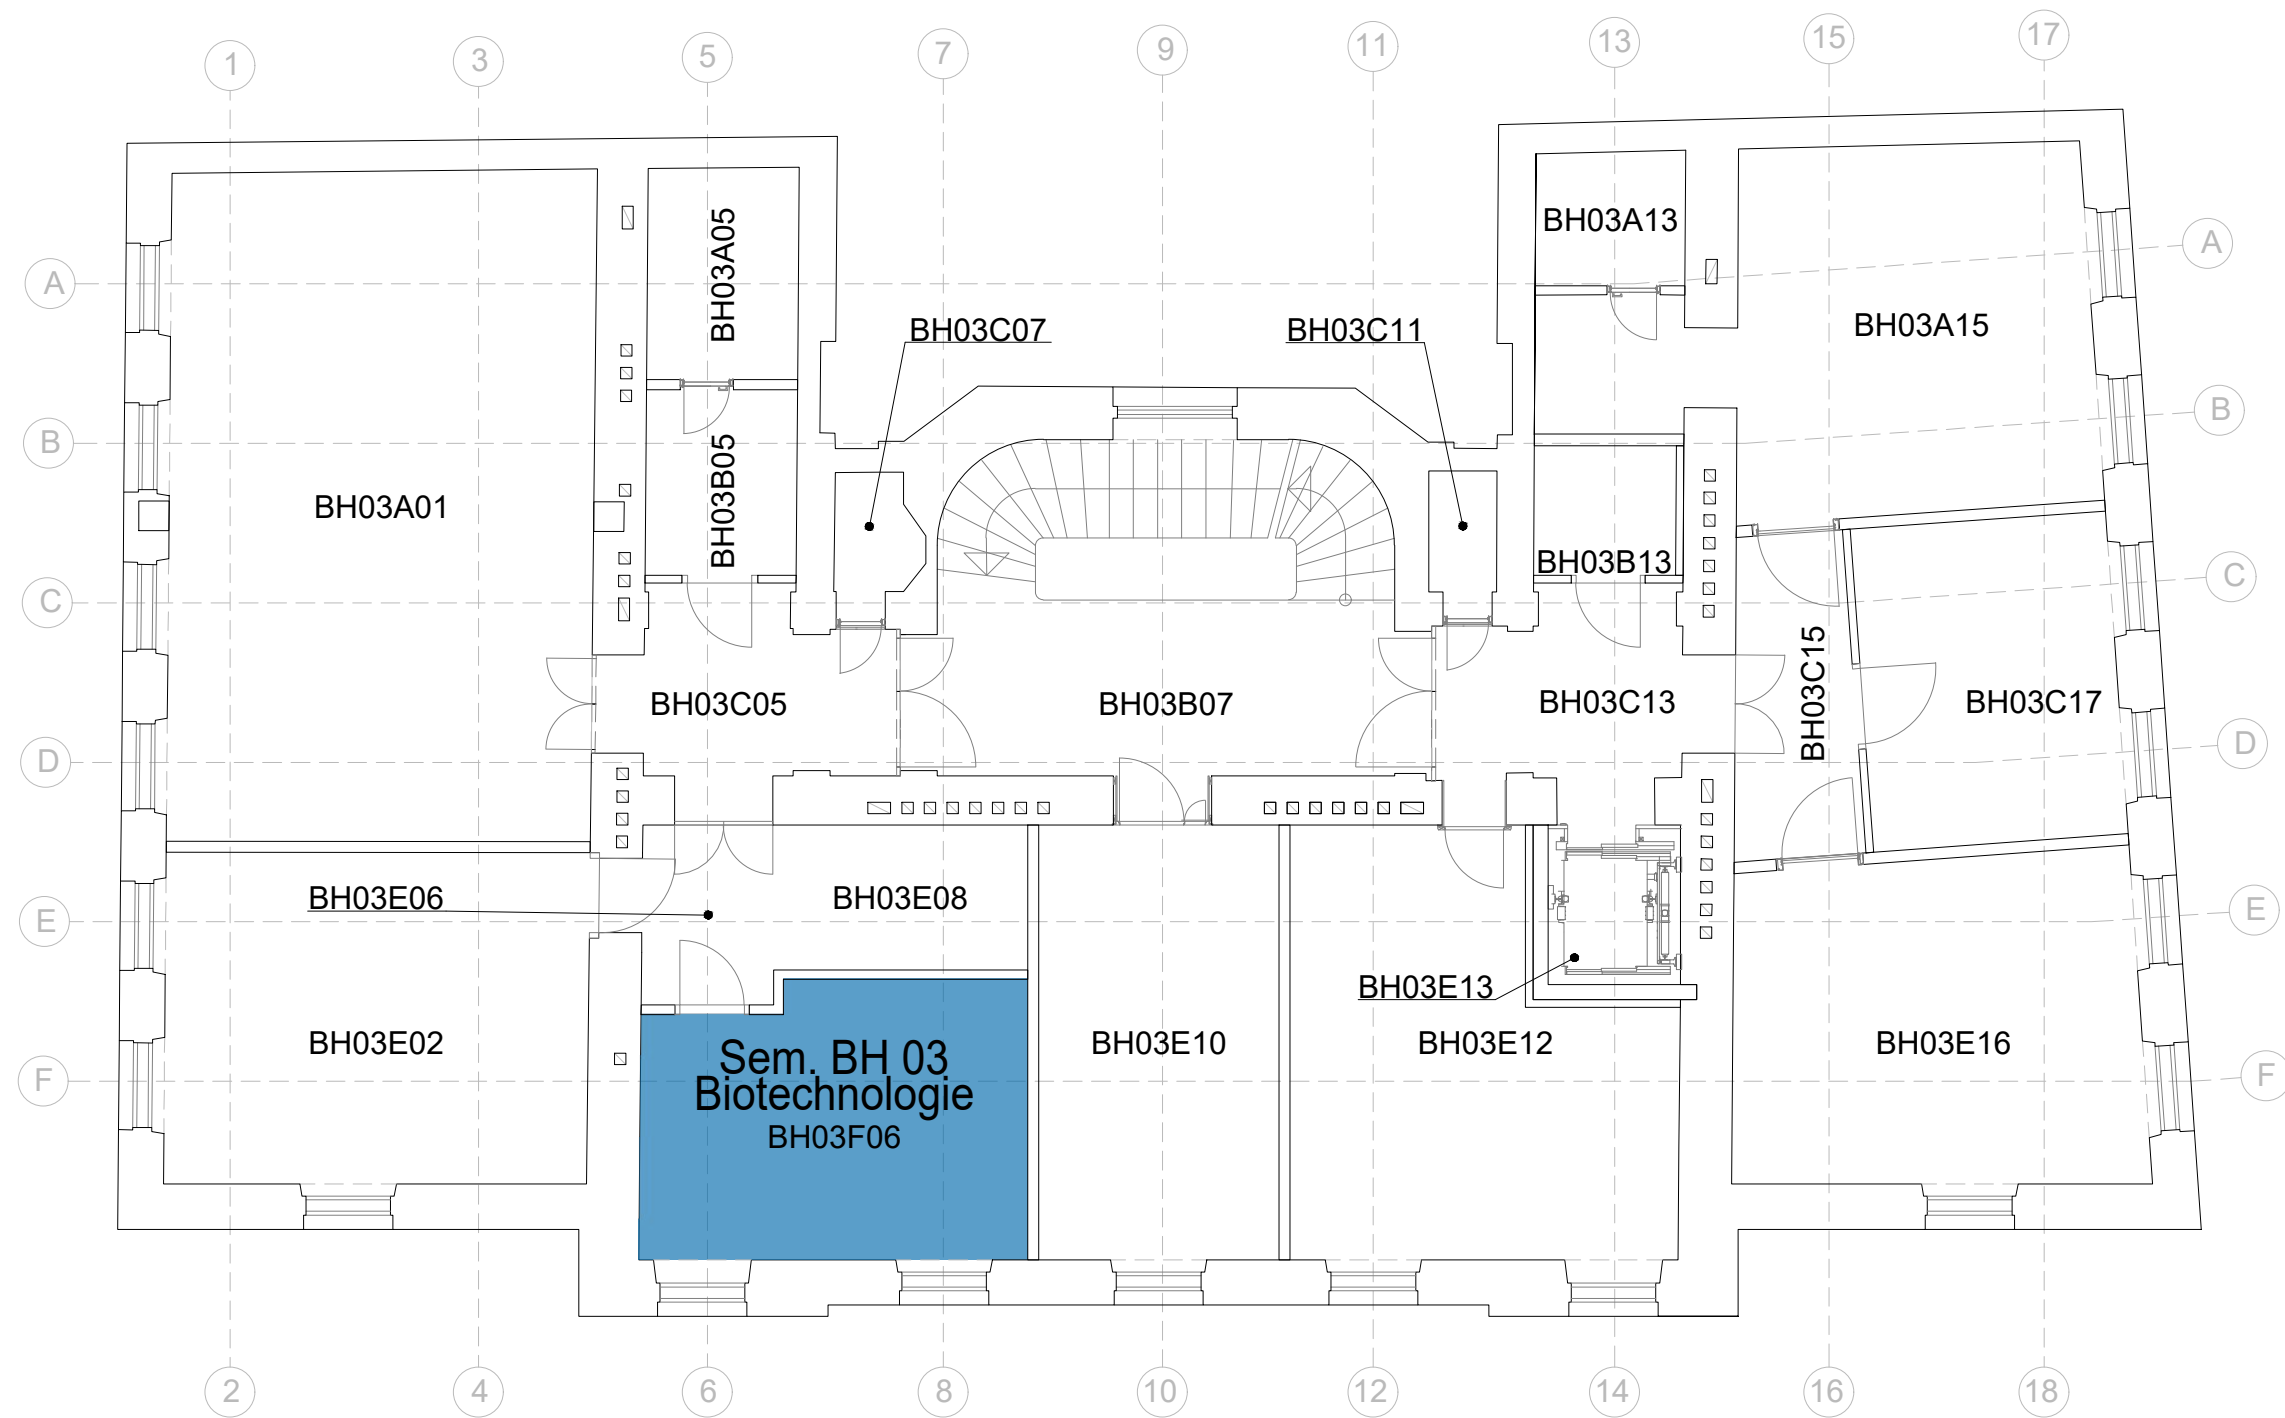 1 3 5 7 9 11 13 15 17
A
A
BH03A05
BH03A13
BH03C07
BH03C11
BH03A15
B
B
BH03A01
BH03B05
BH03B13
C
C
BH03C05
BH03B07
BH03C13
BH03C15
BH03C17
D
D
BH03E06
BH03E08
E
E
BH03E13
BH03E02
Sem. BH 03
Biotechnologie
BH03F06
BH03E10
BH03E12
BH03E16
F
F
2 4 6 8 10 12 14 16 18